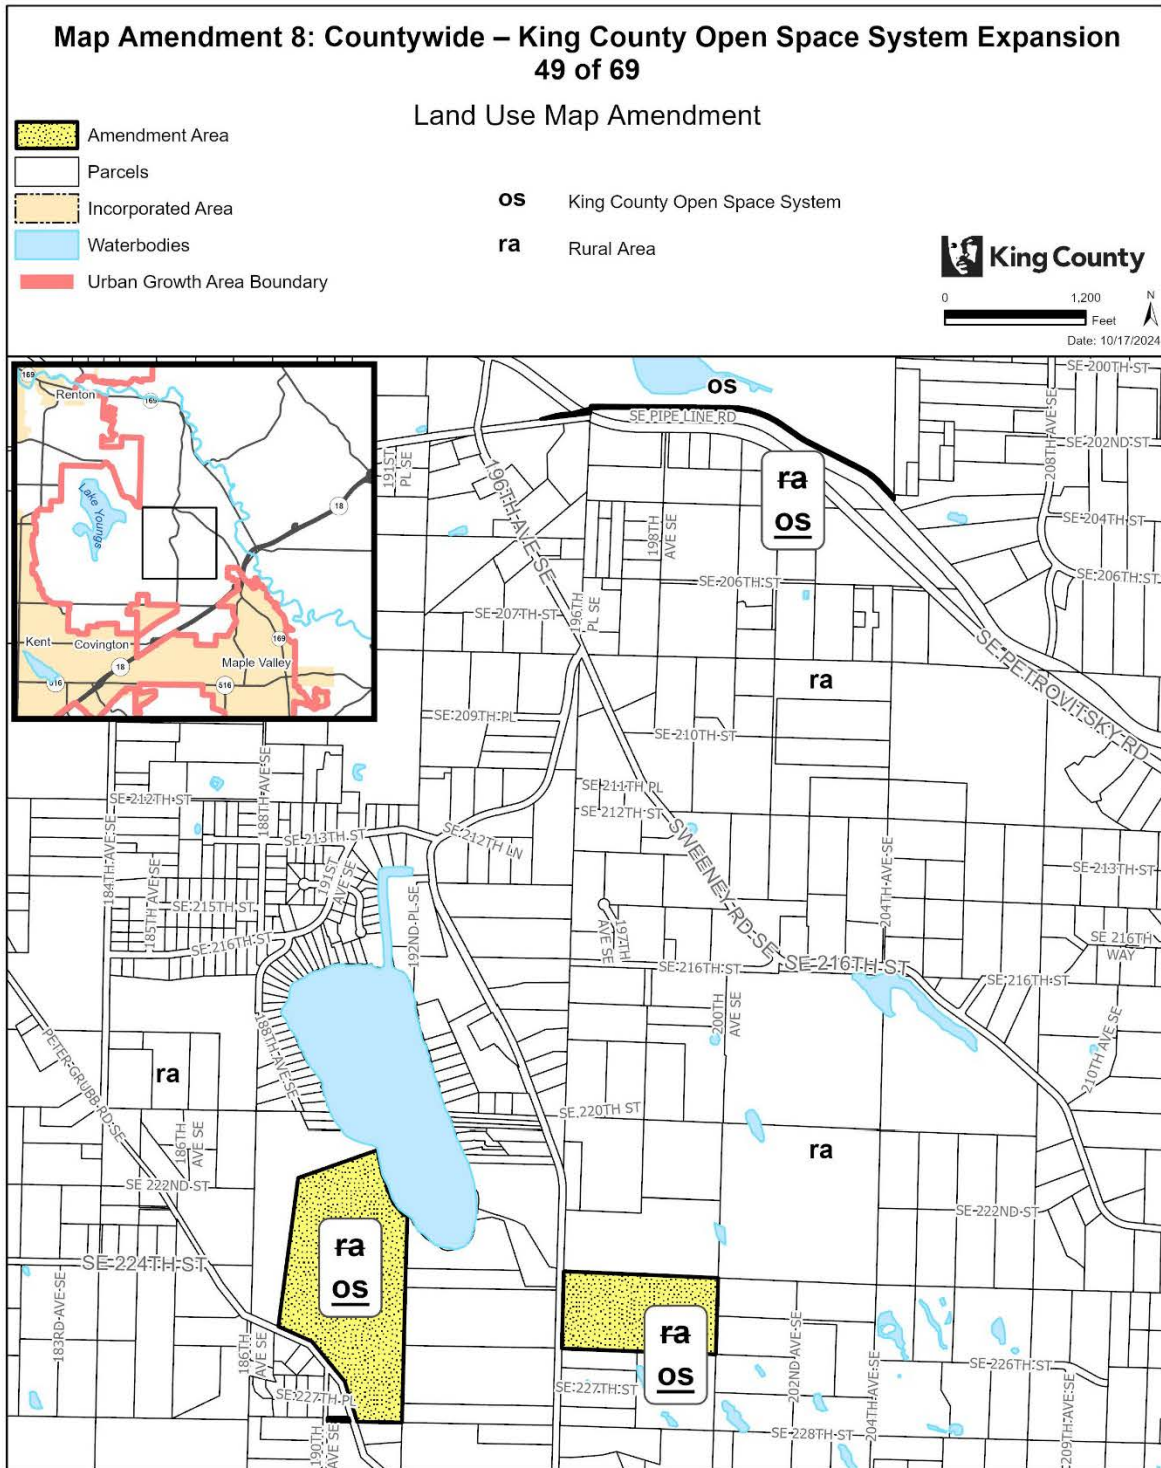 Map Amendment 8: Countywide – King County Open Space System Expansion
49 of 69
Land Use Map Amendment
Amendment Area
Parcels
Incorporated Area
Waterbodies
Urban Growth Area Boundary
os King County Open Space System
ra Rural Area
King County
0 1,200
Feet
N
Date: 10/17/2024
169
Renton
169
Lake Youngs
18
Kent
Covington
18
169
Maple Valley
516
516
os
SE PIPE LINE RD
SE 200TH ST
208TH AVE SE
SE 202ND ST
191ST
PL SE
196TH AVE SE
ra
os
198TH
AVE SE
SE 204TH ST
SE 206TH ST
SE 206TH ST
SE 207TH ST
196TH
PL SE
SE PETROVITSKY RD
ra
SE 209TH PL
SE 210TH ST
188TH AVE SE
SE 211TH PL
SE 212TH ST
SE 212TH ST
184TH AVE SE
SE 213TH ST
SE 212TH LN
SWEENEY RD SE
204TH AVE SE
SE 213TH ST
185TH AVE SE
191ST
AVE SE
SE 215TH ST
192ND PL SE
197TH
AVE SE
SE 216TH ST
SE 216TH
WAY
SE 216TH ST
SE 216TH ST
SE 216TH ST
200TH
AVE SE
188TH AVE SE
210TH AVE SE
PETER GRUBB RD SE
ra
SE 220TH ST
186TH
AVE SE
ra
SE 222ND ST
SE 222ND ST
SE 224TH ST
ra
os
183RD AVE SE
186TH
AVE SE
ra
os
202ND AVE SE
204TH AVE SE
SE 226TH ST
SE 227TH PL
SE 227TH ST
209TH AVE SE
190TH
AVE SE
SE 228TH ST